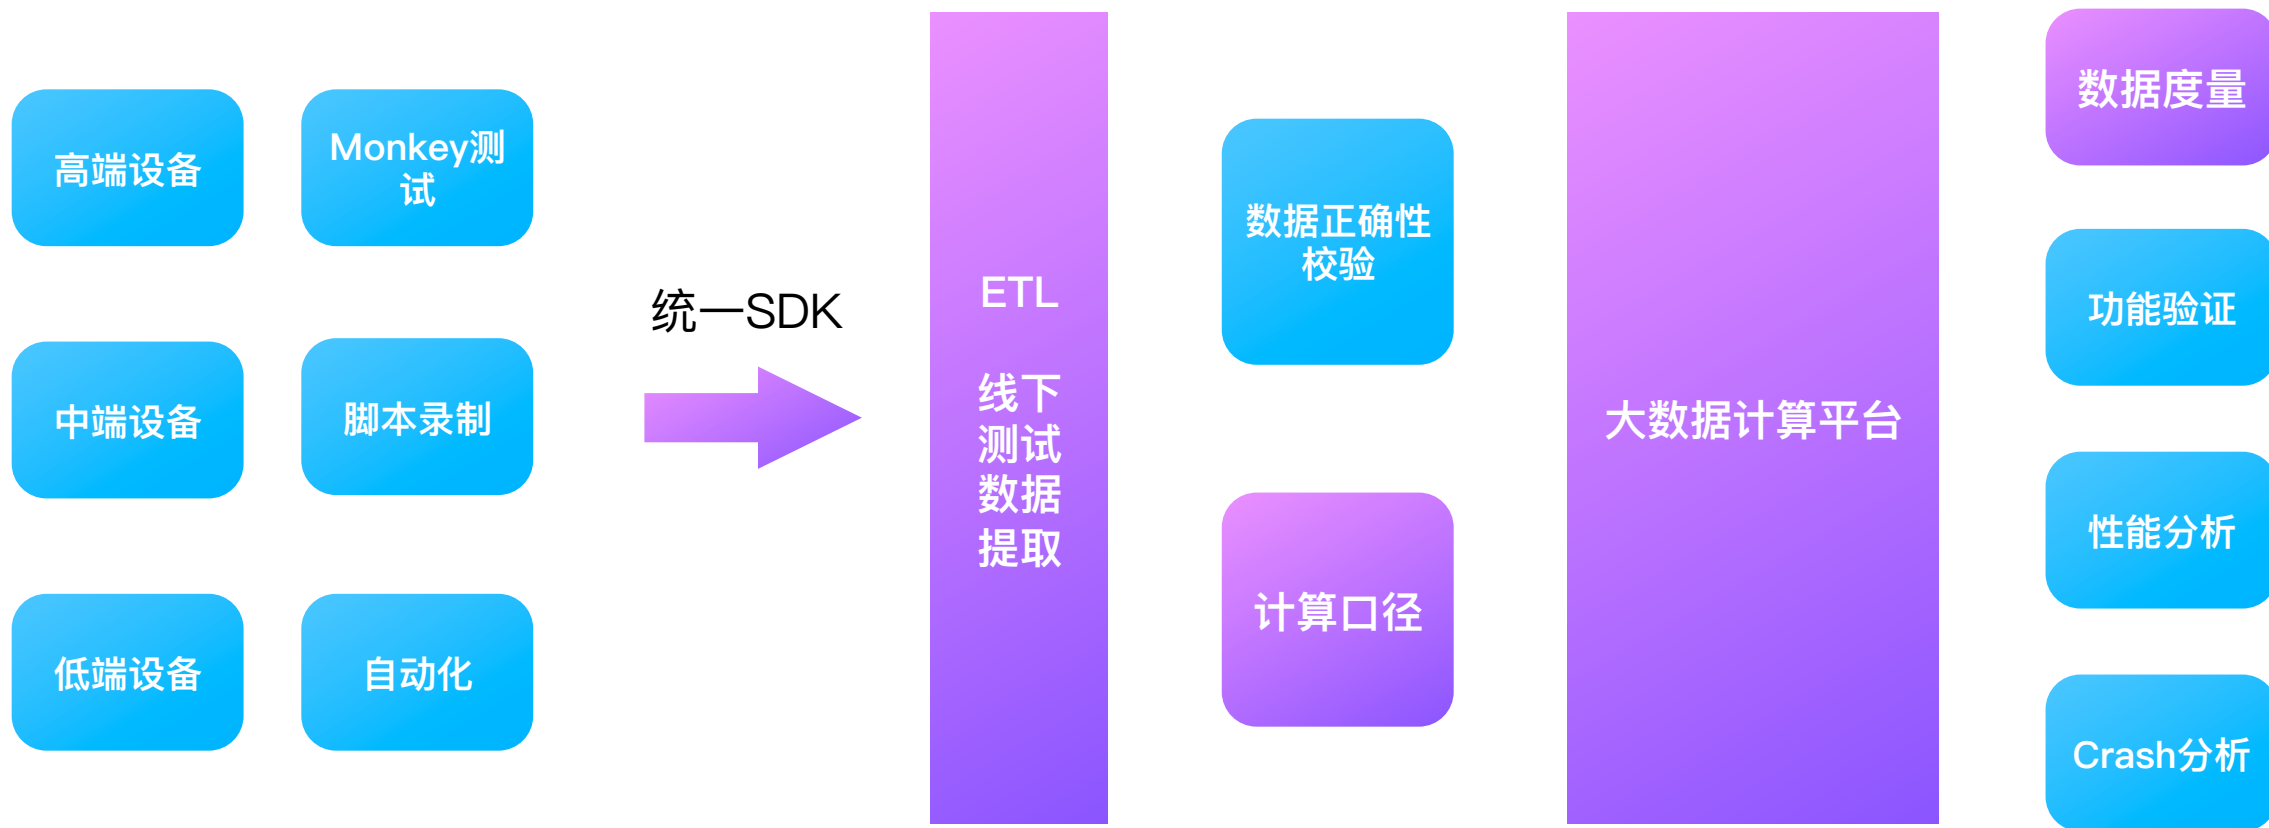 高端设备
Monkey测
试
中端设备
脚本录制
低端设备
自动化
统一SDK
ETL
线下
测试
数据
提取
数据正确性
校验
计算口径
大数据计算平台
数据度量
功能验证
性能分析
Crash分析